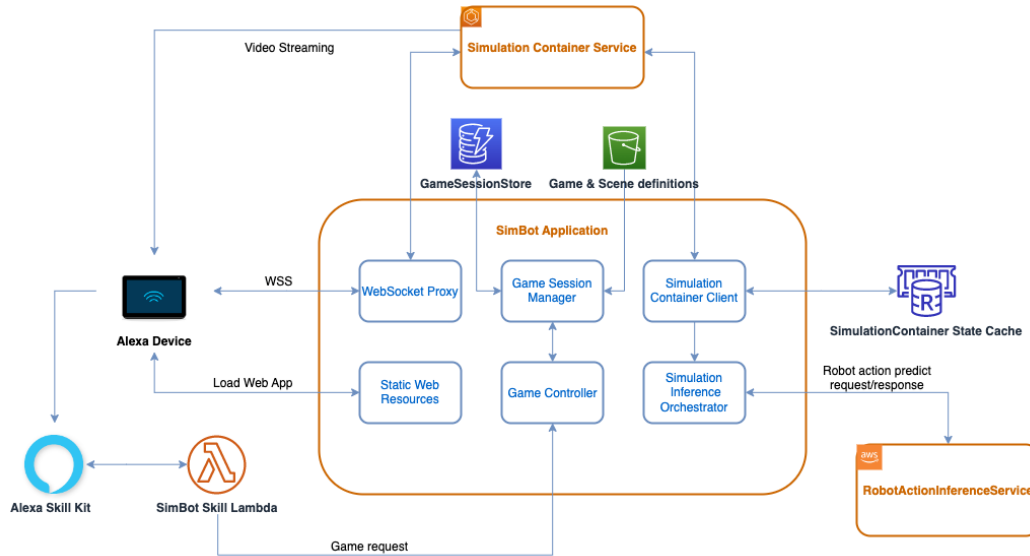 Simulation Container Service
Video Streaming
GameSessionStore
Game & Scene definitions
SimBot Application
WSS
WebSocket Proxy
Game Session
Manager
Simulation
Container Client
R
SimulationContainer State Cache
Alexa Device
Load Web App
Static Web
Resources
Game Controller
Simulation
Inference
Orchestrator
Robot action predict
request/response
aws
RobotActionInferenceService
Alexa Skill Kit
SimBot Skill Lambda
Game request